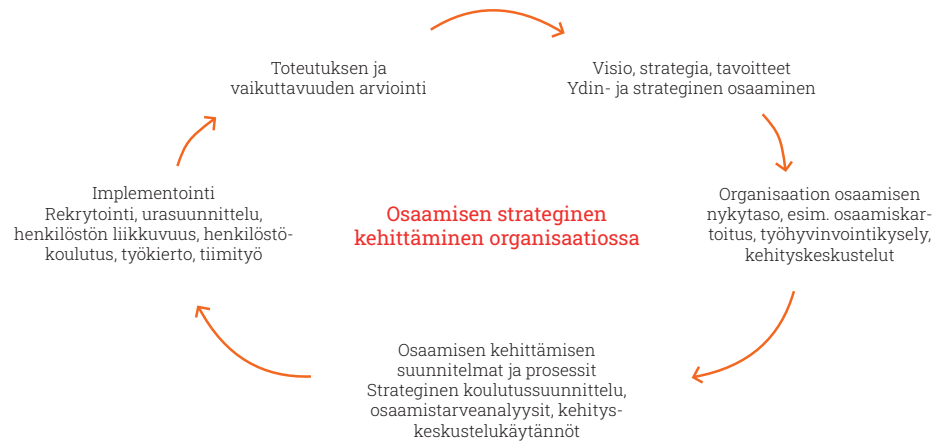 Toteutuksen ja
vaikuttavuuden arviointi
Visio, strategia, tavoitteet
Ydin- ja strateginen osaaminen
Implementointi
Rekrytointi, urasuunnittelu,
henkilöstön liikkuvuus, henkilöstö-
koulutus, työkierto, tiimityö
Osaamisen strateginen
kehittäminen organisaatiossa
Organisaation osaamisen
nykytaso, esim. osaamiskar-
toitus, työhyvinvointikysely,
kehityskeskustelut
Osaamisen kehittämisen
suunnitelmat ja prosessit
Strateginen koulutussuunnittelu,
osaamistarveanalyysit, kehitys-
keskustelukäytännöt